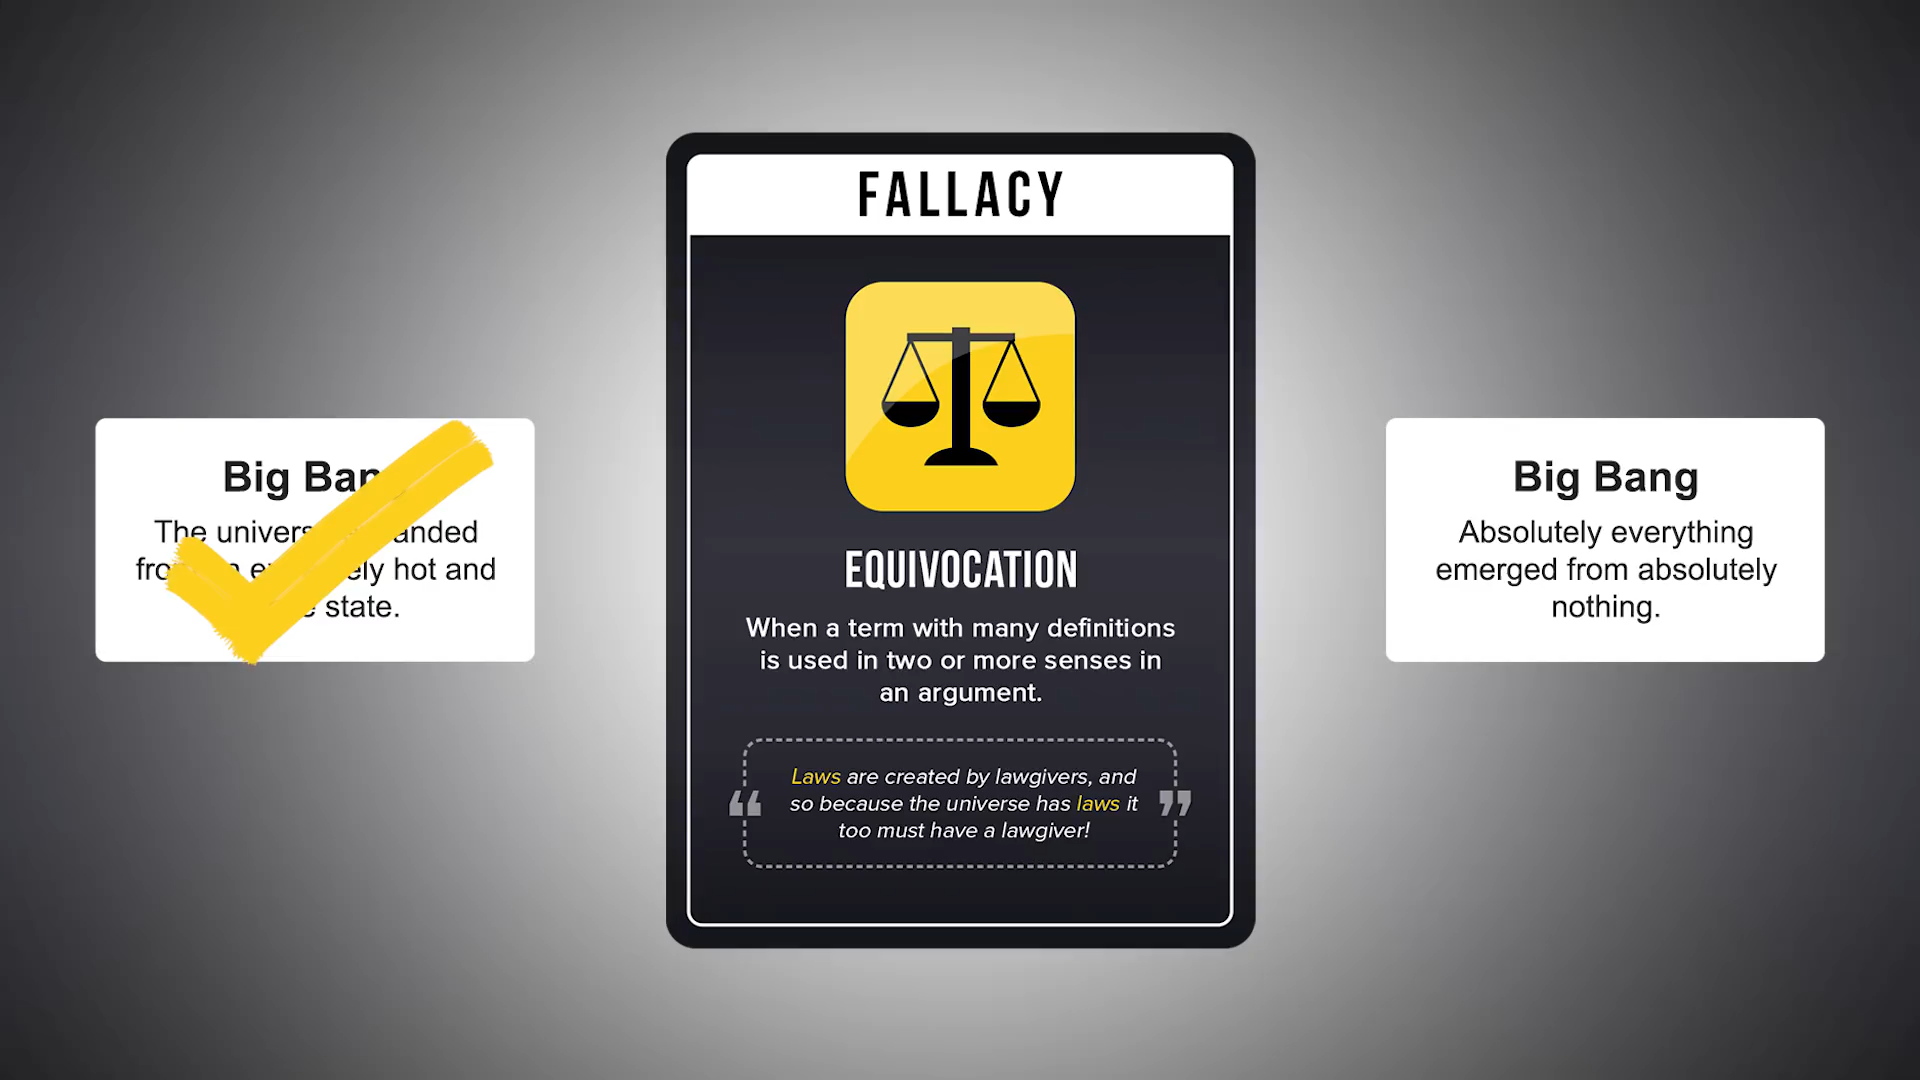 Big Ban
The univers anded
hot and
state.
FALLACY
EQUIVOCATION
When a term with many definitions
is used in two or more senses in
an argument.
“ Laws are created by lawgivers, and
so because the universe has laws it
too must have a lawgiver! ”
Big Bang
Absolutely everything
emerged from absolutely
nothing.